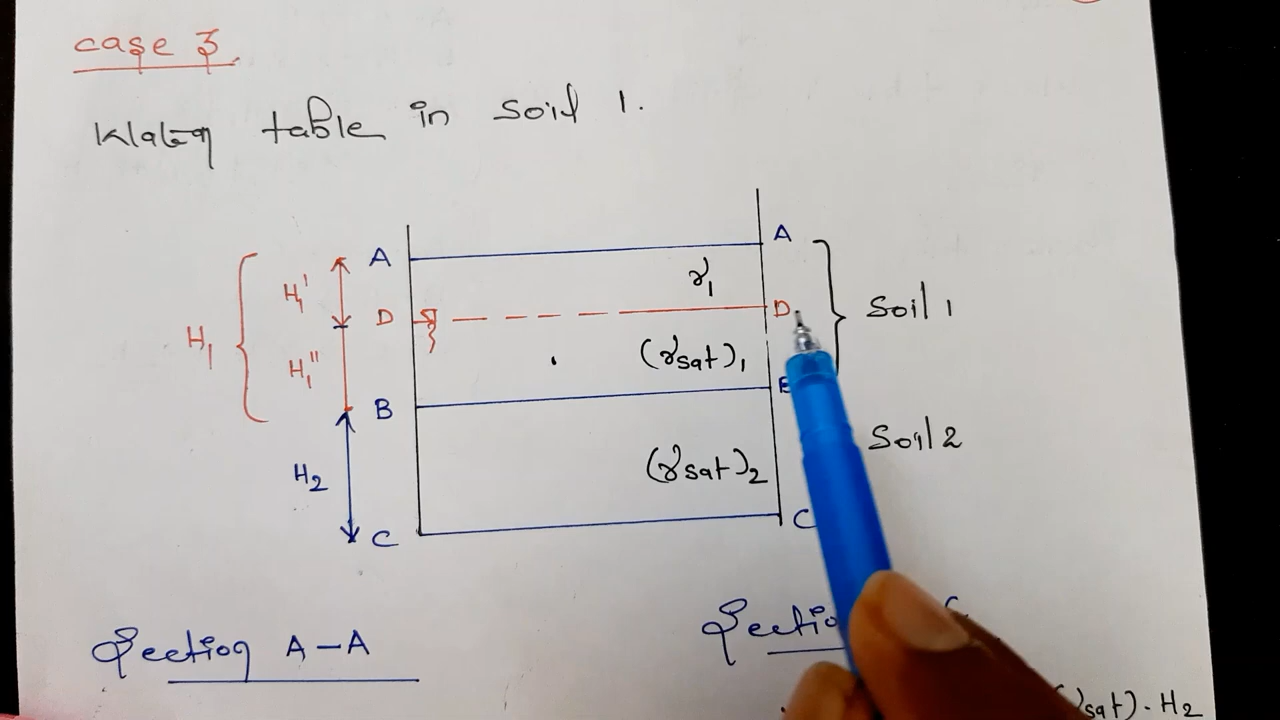 case 3
Water table in Soil 1.
A A
H₁' γ₁
D D
H₁ Soil 1
H₁" (γsat)₁
B
Soil 2
H₂ (γsat)₂
C C
Section A-A
sat). H₂